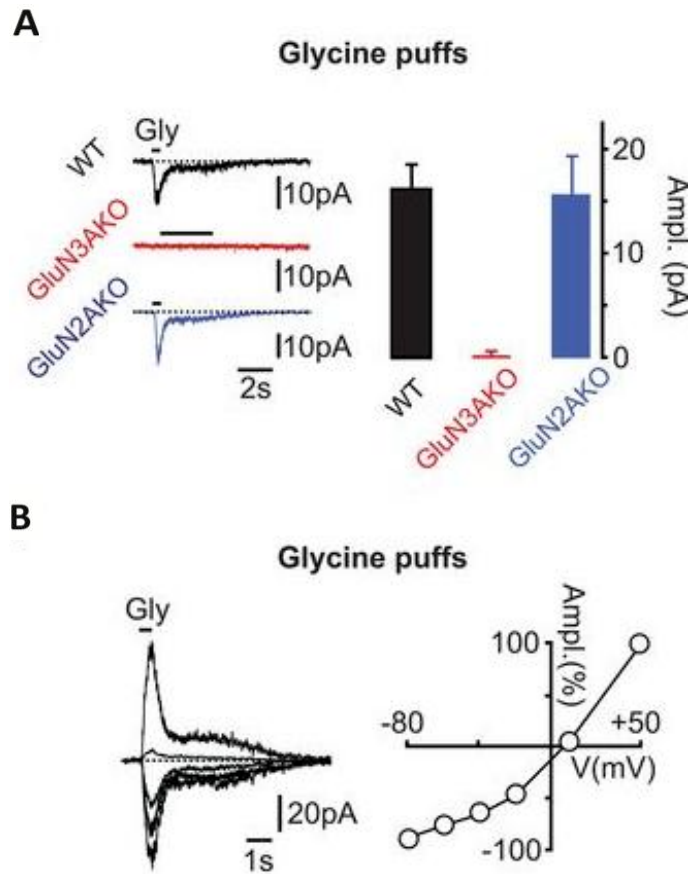 A
Glycine puffs
Gly
WT
10pA
GluN3AKO
10pA
GluN2AKO
10pA
2s
20
10
0
Ampl. (pA)
WT
GluN3AKO
GluN2AKO
B
Glycine puffs
Gly
20pA
1s
Ampl.(%)
100
-80
+50
V(mV)
-100